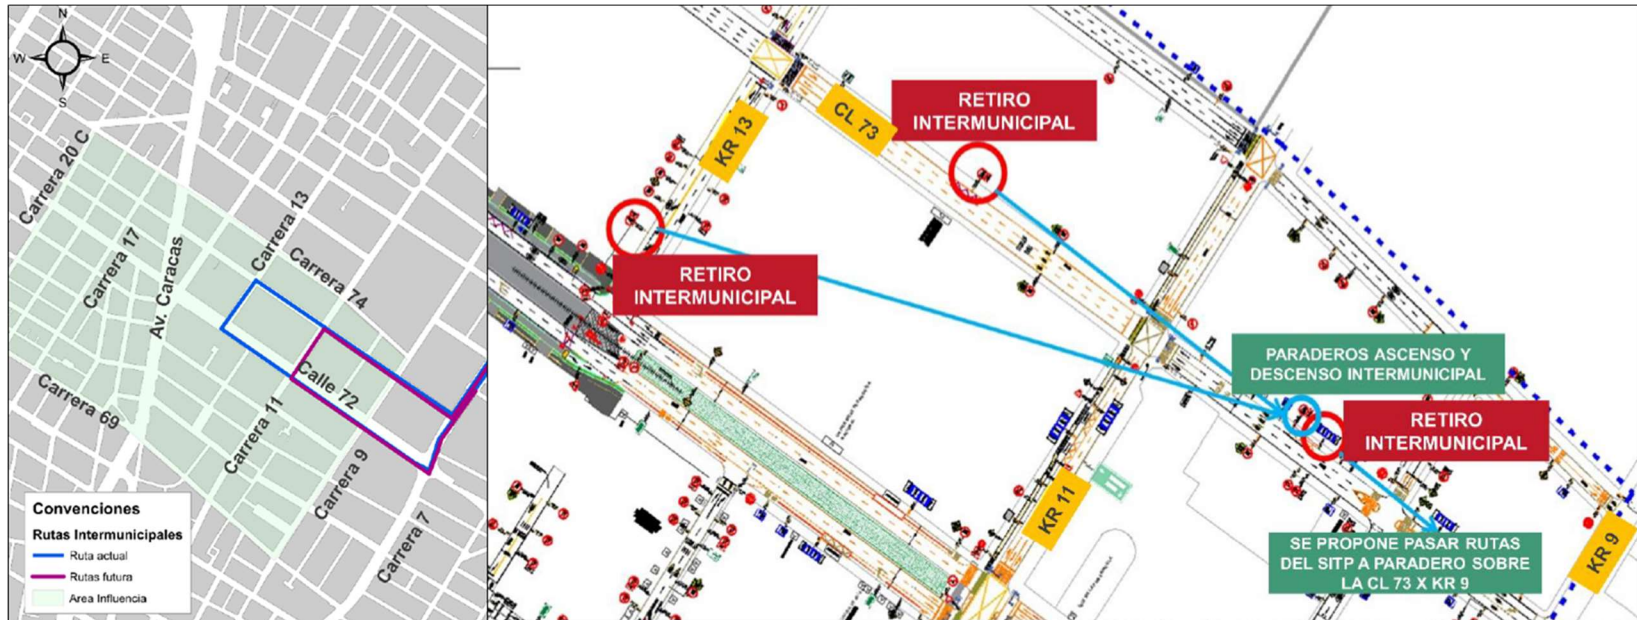 N
W
E
S
Carrera 20 C
Carrera 17
Av. Caracas
Carrera 13
Carrera 74
Calle 72
Carrera 69
Carrera 11
Carrera 9
Carrera 7
Convenciones
Rutas Intermunicipales
Ruta actual
Rutas futura
Area Influencia
KR 13
CL 73
RETIRO
INTERMUNICIPAL
RETIRO
INTERMUNICIPAL
PARADEROS ASCENSO Y
DESCENSO INTERMUNICIPAL
RETIRO
INTERMUNICIPAL
KR 11
SE PROPONE PASAR RUTAS
DEL SITP A PARADERO SOBRE
LA CL 73 X KR 9
KR 9